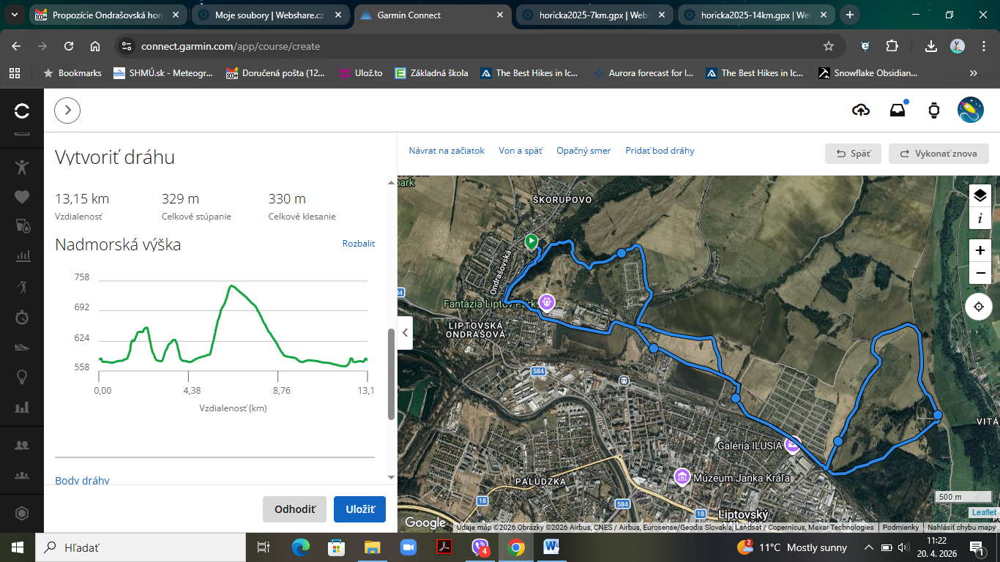 Propozície Ondrašovská hori
Moje soubory | Webshare.cz
Garmin Connect
horicka2025-7km.gpx | Webs
horicka2025-14km.gpx | Web
connect.garmin.com/app/course/create
Bookmarks
SHMÚ.sk - Meteogr...
Doručená pošta (12...
Ulož.to
Základná škola
The Best Hikes in Ic...
Aurora forecast for I...
The Best Hikes in Ic...
Snowflake Obsidian...
Vytvoriť dráhu
Návrat na začiatok
Von a späť
Opačný smer
Pridať bod dráhy
Späť
Vykonať znova
13,15 km
329 m
330 m
Vzdialenosť
Celkové stúpanie
Celkové klesanie
Nadmorská výška
Rozbaliť
758
692
624
558
0,00
4,38
8,76
13,1
Vzdialenosť (km)
Body dráhy
Odhodiť
Uložiť
park
ŠKORUPOVO
Ondrašovská
Fantázia Liptov Park
LIPTOVSKÁ
ONDRAŠOVÁ
584
Galéria ILUSIA
VITÁ
PALÚDZKA
Múzeum Janka Kráľa
18
584
18
Liptovský
500 m
Leaflet
Google
Údaje máp ©2026 Obrázky ©2026 Airbus, CNES / Airbus, Eurosense/Geodis Slovakia, Landsat / Copernicus, Maxar Technologies
Podmienky
Nahlásiť chybu mapy
Hľadať
4
11°C Mostly sunny
11:22
20. 4. 2026
1